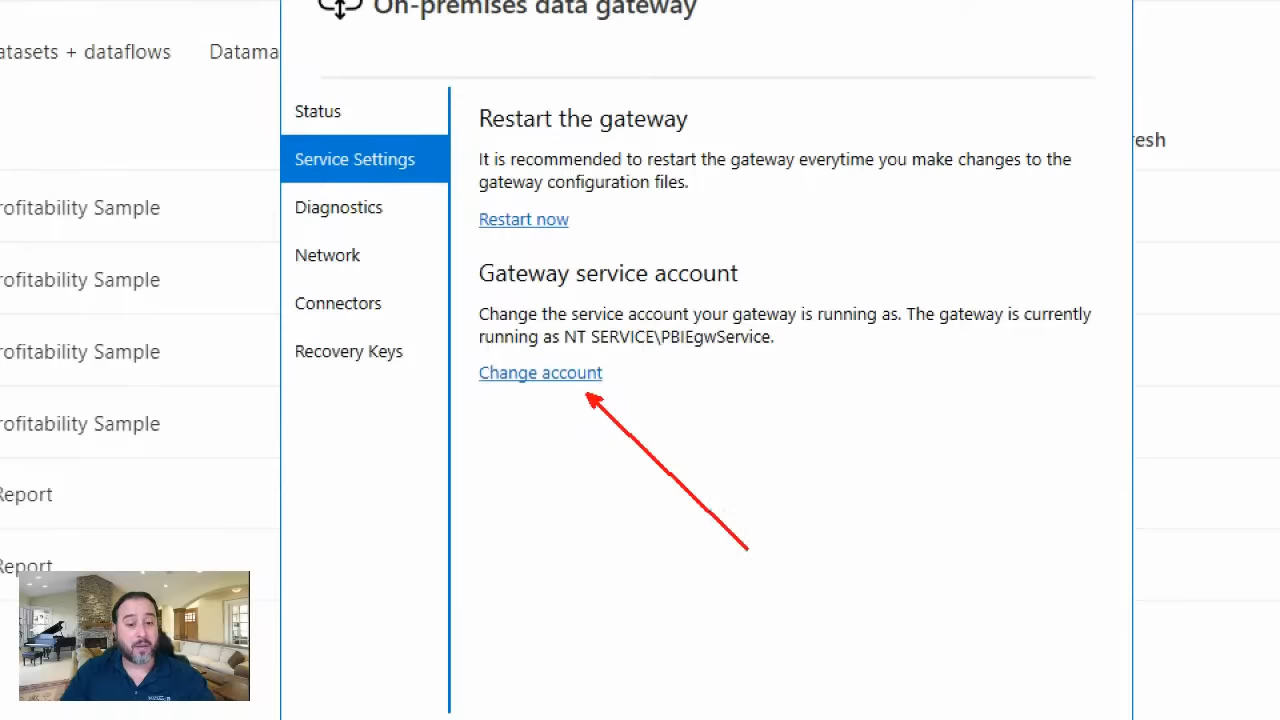 On-premises data gateway
atasets + dataflows
Datama
Status
Service Settings
Diagnostics
Network
Connectors
Recovery Keys
Restart the gateway
It is recommended to restart the gateway everytime you make changes to the
gateway configuration files.
Restart now
Gateway service account
Change the service account your gateway is running as. The gateway is currently
running as NT SERVICE\PBIEgwService.
Change account
resh
rofitability Sample
rofitability Sample
rofitability Sample
rofitability Sample
Report
Report